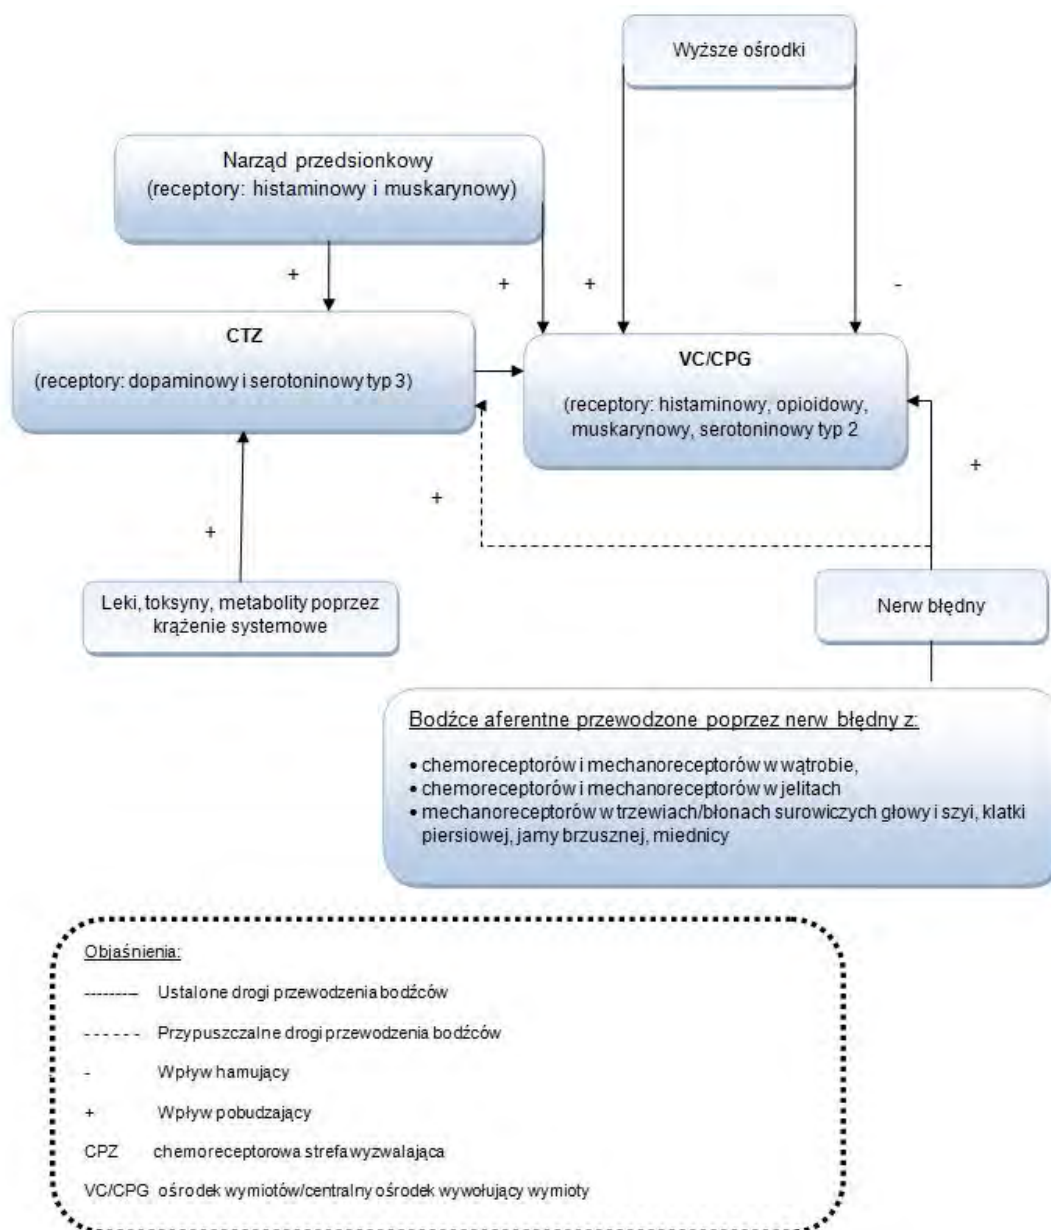 Wyższe ośrodki
Narząd przedsionkowy
(receptory: histaminowy i muskarynowy)
+
+
+
-
CTZ
(receptory: dopaminowy i serotoninowy typ 3)
VC/CPG
(receptory: histaminowy, opioidowy,
muskarynowy, serotoninowy typ 2
+
+
+
Leki, toksyny, metabolity poprzez
krążenie systemowe
Nerw błędny
Bodźce aferentne przewodzone poprzez nerw błędny z:
• chemoreceptorów i mechanoreceptorów w wątrobie,
• chemoreceptorów i mechanoreceptorów w jelitach
• mechanoreceptorów w trzewiach/błonach surowiczych głowy i szyi, klatki
piersiowej, jamy brzusznej, miednicy
Objaśnienia:
--------- Ustalone drogi przewodzenia bodźców
- - - - - - Przypuszczalne drogi przewodzenia bodźców
- Wpływ hamujący
+ Wpływ pobudzający
CPZ chemoreceptorowa strefa wyzwalająca
VC/CPG ośrodek wymiotów/centralny ośrodek wywołujący wymioty